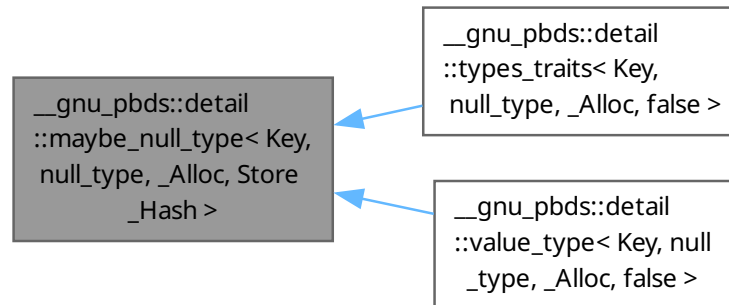 __gnu_pbds::detail
::maybe_null_type< Key,
null_type, _Alloc, Store
_Hash >
__gnu_pbds::detail
::types_traits< Key,
null_type, _Alloc, false >
__gnu_pbds::detail
::value_type< Key, null
_type, _Alloc, false >